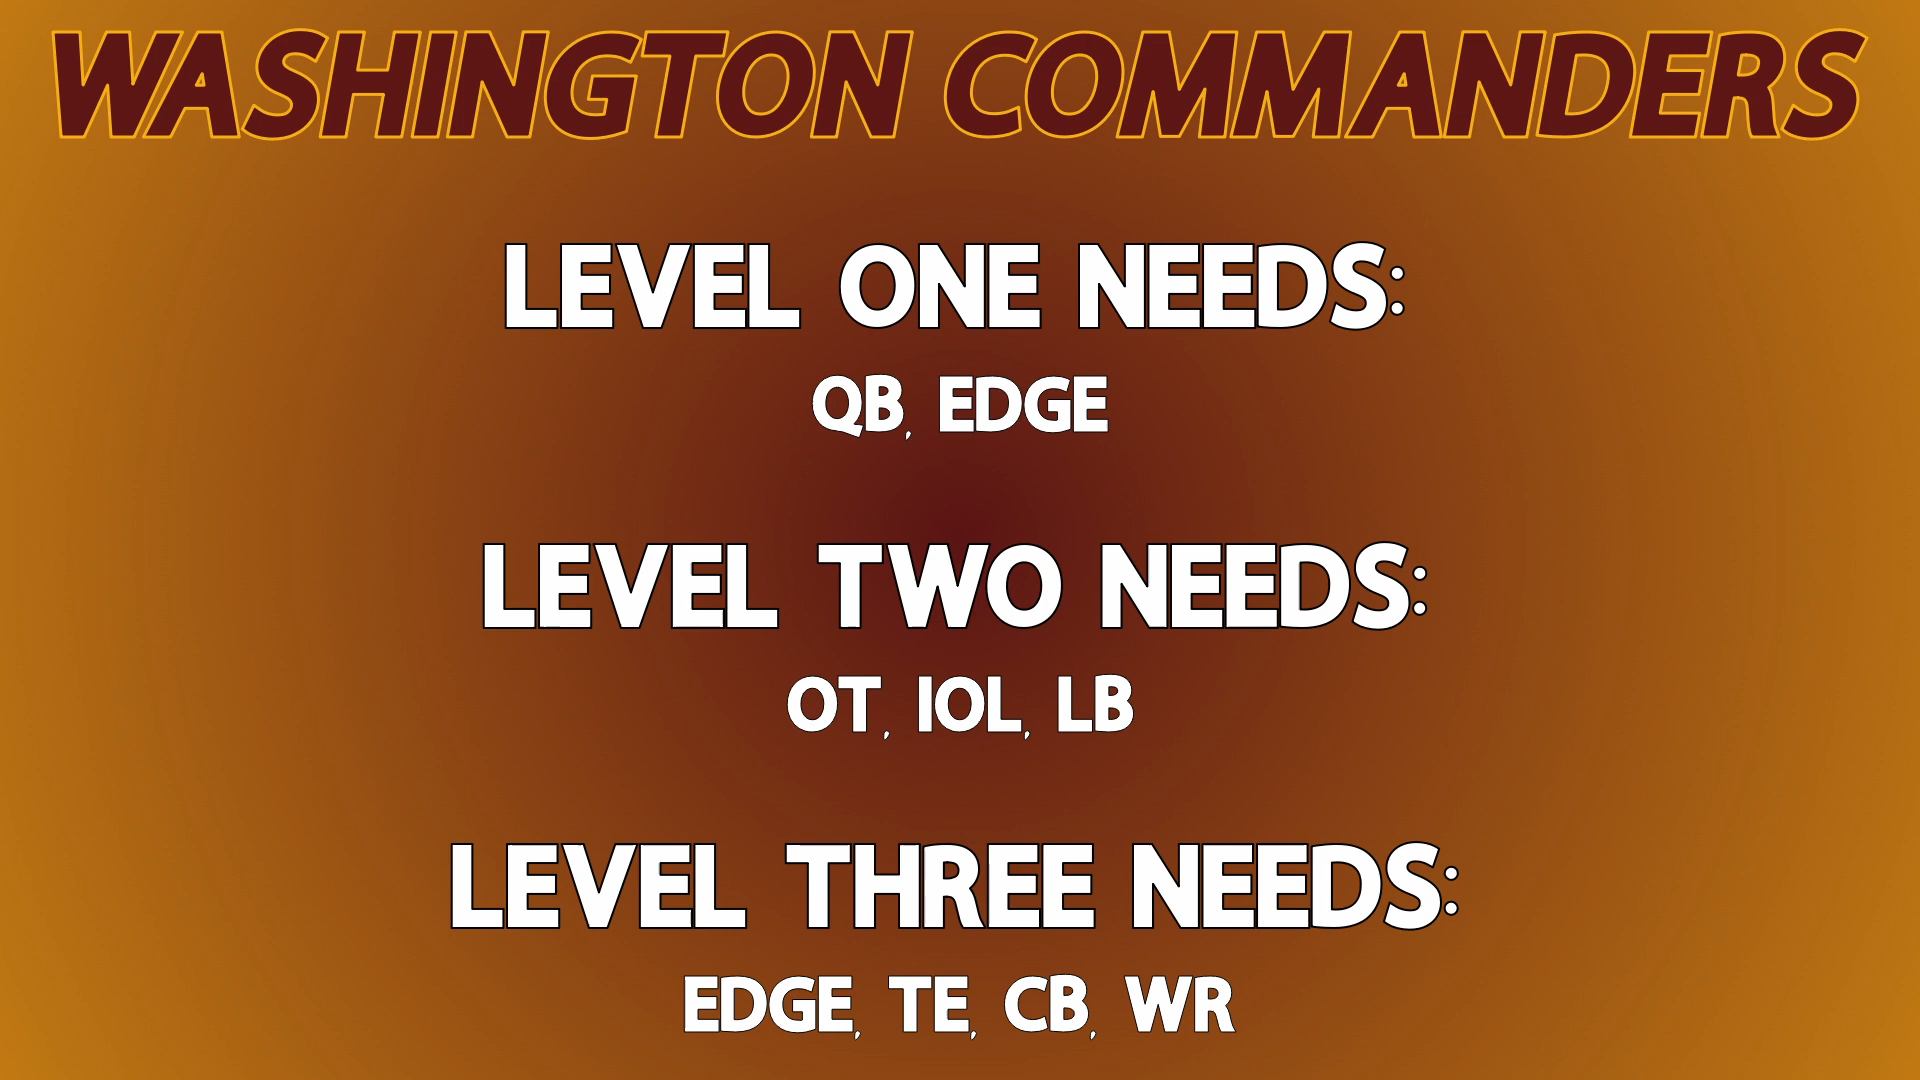 WASHINGTON COMMANDERS
LEVEL ONE NEEDS:
QB, EDGE
LEVEL TWO NEEDS:
OT, IOL, LB
LEVEL THREE NEEDS:
EDGE, TE, CB, WR